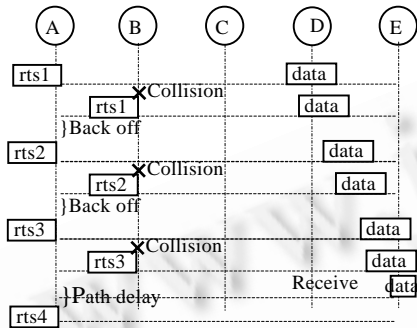 A B C D E
rts1 data
Collision
rts1 data
}Back off
rts2 data
Collision
rts2 data
}Back off
rts3 data
Collision
rts3 data
Receive data
}Path delay
rts4